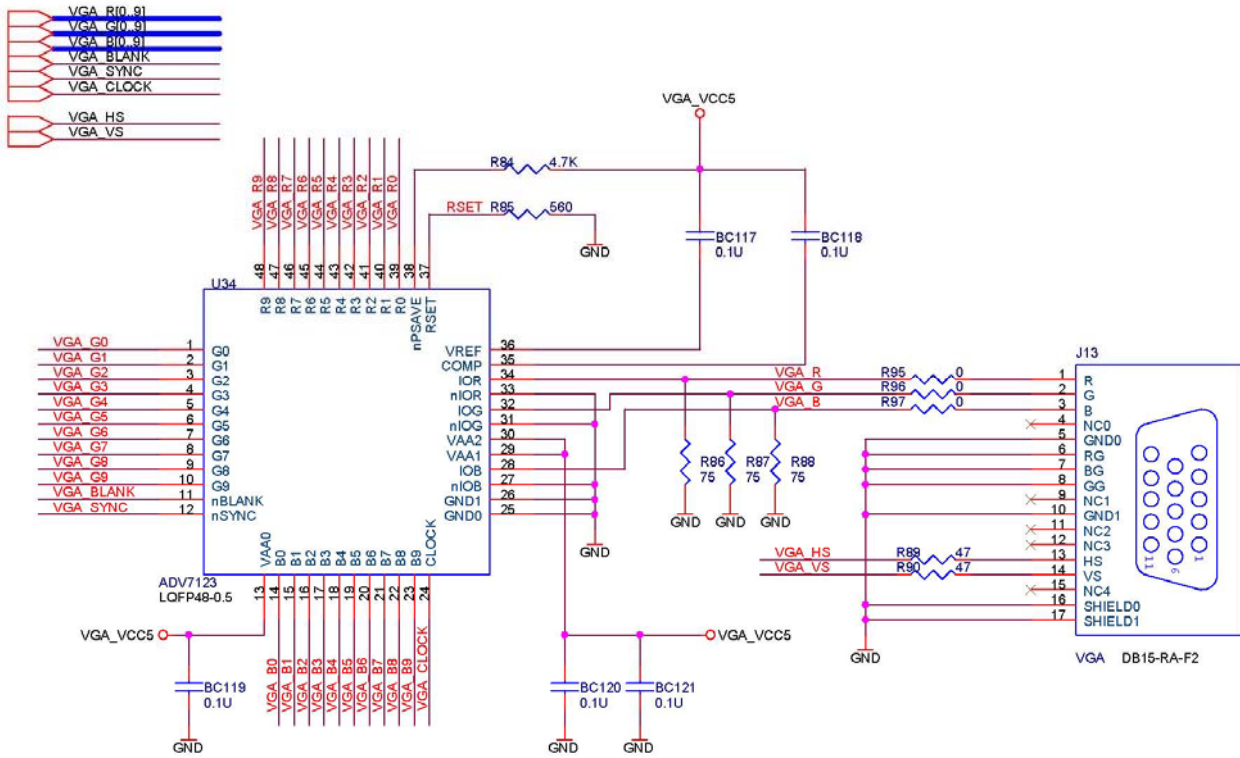 VGA_R[0..9]
VGA_G[0..9]
VGA_B[0..9]
VGA_BLANK
VGA_SYNC
VGA_CLOCK
VGA_HS
VGA_VS
VGA_VCC5
R84 4.7K
VGA_R9
VGA_R8
VGA_R7
VGA_R6
VGA_R5
VGA_R4
VGA_R3
VGA_R2
VGA_R1
VGA_R0
RSET R85 560
GND
BC117
0.1U
BC118
0.1U
48 47 46 45 44 43 42 41 40 39 38 37
U34
R9 R8 R7 R6 R5 R4 R3 R2 R1 R0 nPSAVE RSET
VGA_G0 1 G0
VGA_G1 2 G1
VGA_G2 3 G2
VGA_G3 4 G3
VGA_G4 5 G4
VGA_G5 6 G5
VGA_G6 7 G6
VGA_G7 8 G7
VGA_G8 9 G8
VGA_G9 10 G9
VGA_BLANK 11 nBLANK
VGA_SYNC 12 nSYNC
VREF 36
COMP 35
IOR 34
nIOR 33
IOG 32
nIOG 31
VAA2 30
VAA1 29
IOB 28
nIOB 27
GND1 26
GND0 25
VAA0 B0 B1 B2 B3 B4 B5 B6 B7 B8 B9 CLOCK
ADV7123
LQFP48-0.5
13 14 15 16 17 18 19 20 21 22 23 24
VGA_B0
VGA_B1
VGA_B2
VGA_B3
VGA_B4
VGA_B5
VGA_B6
VGA_B7
VGA_B8
VGA_B9
VGA_CLOCK
VGA_VCC5
BC119
0.1U
GND
GND
VGA_VCC5
BC120
0.1U
BC121
0.1U
GND
GND
VGA_R R95 0
VGA_G R96 0
VGA_B R97 0
R86
75
R87
75
R88
75
GND
GND
GND
VGA_HS R89 47
VGA_VS R90 47
GND
J13
1 R
2 G
3 B
4 NC0
5 GND0
6 RG
7 BG
8 GG
9 NC1
10 GND1
11 NC2
12 NC3
13 HS
14 VS
15 NC4
16 SHIELD0
17 SHIELD1
11
6
1
VGA DB15-RA-F2